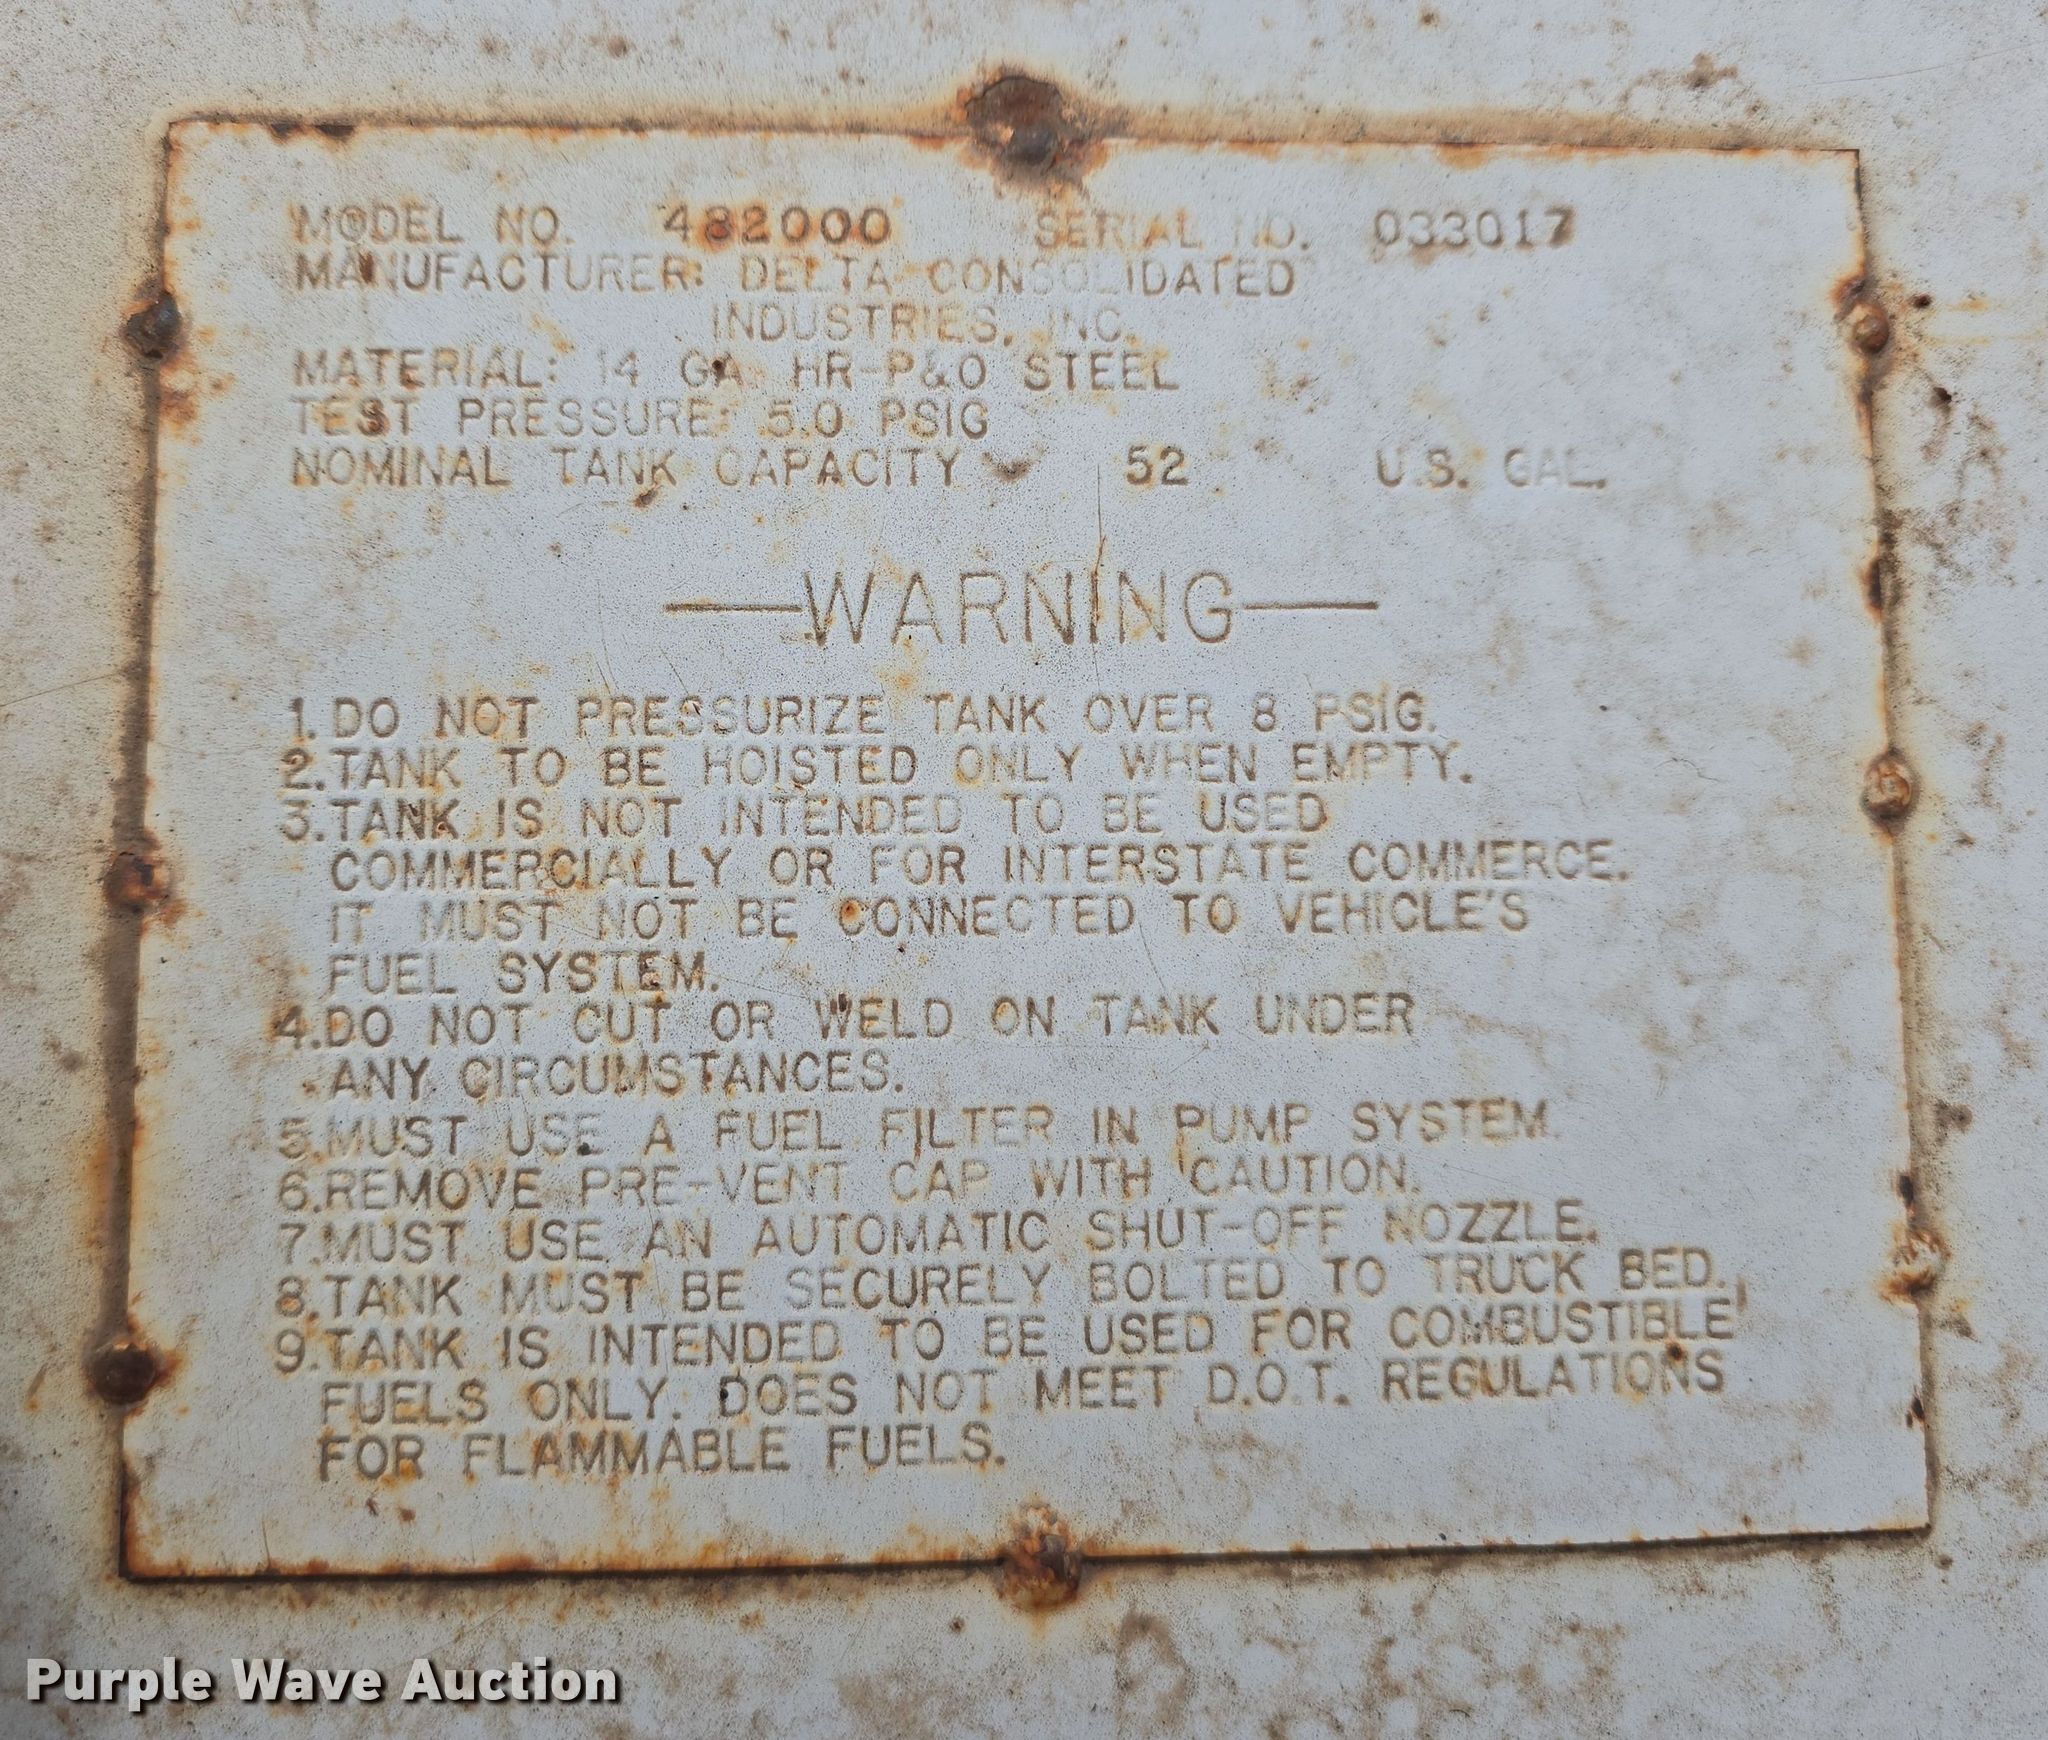 MODEL NO. 482000 SERIAL NO. 033017
MANUFACTURER: DELTA CONSOLIDATED
INDUSTRIES, INC.
MATERIAL: 14 GA HR-P&O STEEL
TEST PRESSURE: 5.0 PSIG
NOMINAL TANK CAPACITY 52 U.S. GAL.
—WARNING—
1. DO NOT PRESSURIZE TANK OVER 8 PSIG.
2. TANK TO BE HOISTED ONLY WHEN EMPTY.
3. TANK IS NOT INTENDED TO BE USED
COMMERCIALLY OR FOR INTERSTATE COMMERCE.
IT MUST NOT BE CONNECTED TO VEHICLE'S
FUEL SYSTEM.
4. DO NOT CUT OR WELD ON TANK UNDER
ANY CIRCUMSTANCES.
5. MUST USE A FUEL FILTER IN PUMP SYSTEM.
6. REMOVE PRE-VENT CAP WITH CAUTION.
7. MUST USE AN AUTOMATIC SHUT-OFF NOZZLE.
8. TANK MUST BE SECURELY BOLTED TO TRUCK BED.
9. TANK IS INTENDED TO BE USED FOR COMBUSTIBLE
FUELS ONLY. DOES NOT MEET D.O.T. REGULATIONS
FOR FLAMMABLE FUELS.
Purple Wave Auction